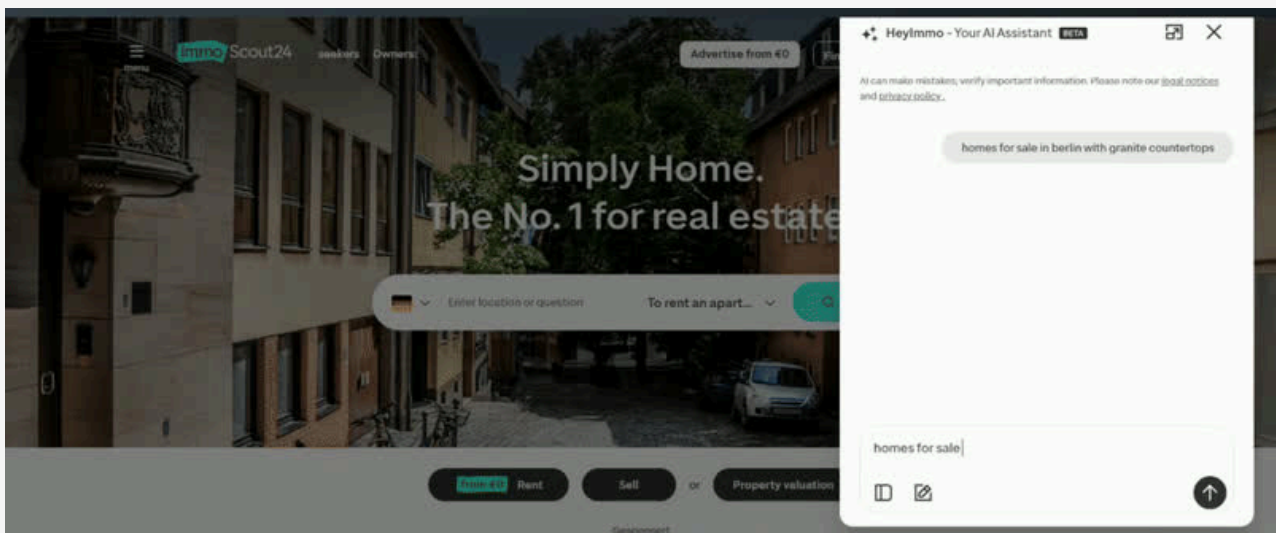 menu
ImmoScout24
seekers Owners:
Advertise from €0
Simply Home.
The No. 1 for real estate
Enter location or question
To rent an apart...
from €0 Rent
Sell
or
Property valuation
Gesponsert
HeyImmo - Your AI Assistant BETA
AI can make mistakes, verify important information. Please note our legal notices
and privacy policy.
homes for sale in berlin with granite countertops
homes for sale